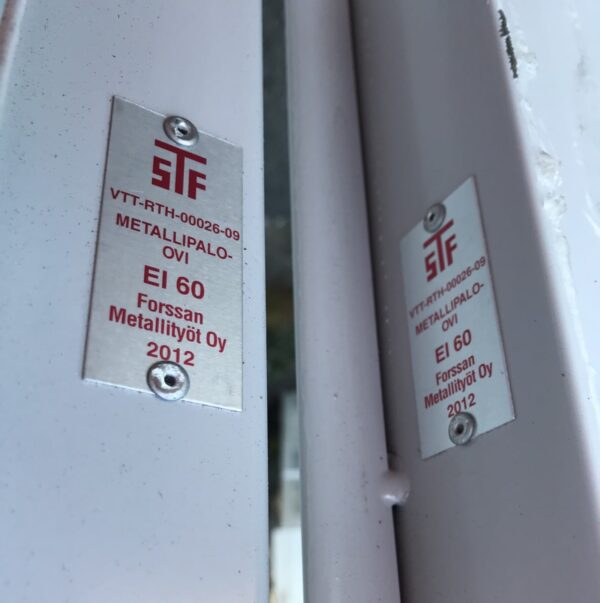 STF
VTT-RTH-00026-09
METALLIPALO-
OVI
EI 60
Forssan
Metallityöt Oy
2012
STF
VTT-RTH-00026-09
METALLIPALO-
OVI
EI 60
Forssan
Metallityöt Oy
2012